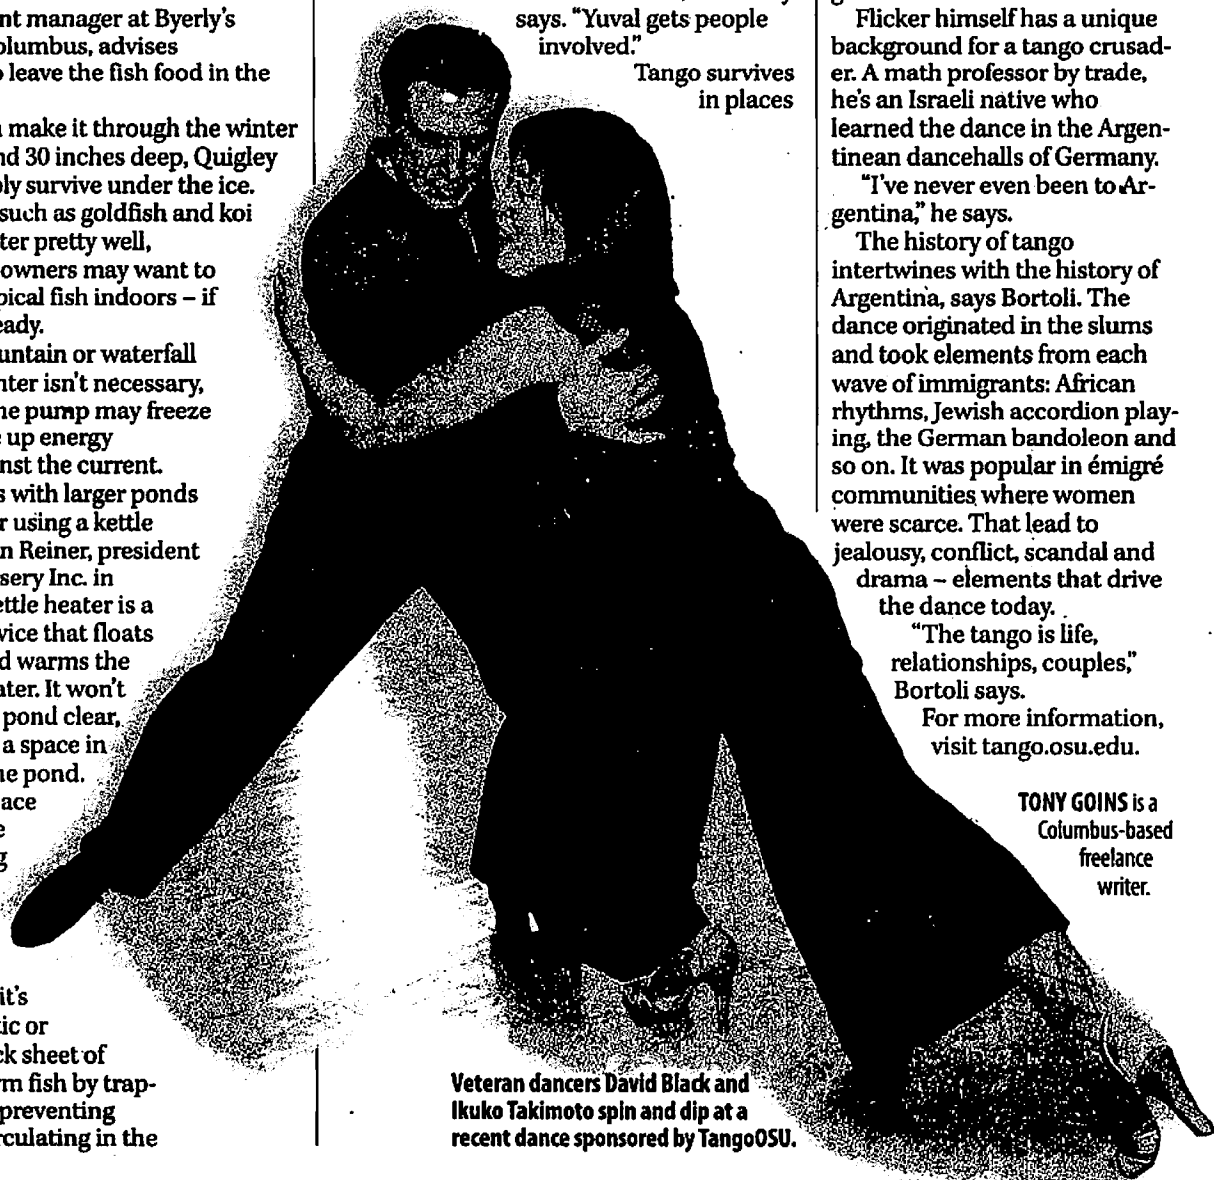 nt manager at Byerly's
olumbus, advises
o leave the fish food in the
make it through the winter
nd 30 inches deep, Quigley
bly survive under the ice.
such as goldfish and koi
ter pretty well,
owners may want to
pical fish indoors – if
eady.
untain or waterfall
nter isn't necessary,
ne pump may freeze
up energy
nst the current.
s with larger ponds
r using a kettle
n Reiner, president
sery Inc. in
ettle heater is a
vice that floats
d warms the
ater. It won't
pond clear,
a space in
he pond.
ace
e
g
it's
tic or
ck sheet of
rm fish by trap-
preventing
rculating in the
says. “Yuval gets people
involved.”
Tango survives
in places
Flicker himself has a unique
background for a tango crusad-
er. A math professor by trade,
he's an Israeli native who
learned the dance in the Argen-
tinean dancehalls of Germany.
“I've never even been to Ar-
gentina,” he says.
The history of tango
intertwines with the history of
Argentina, says Bortoli. The
dance originated in the slums
and took elements from each
wave of immigrants: African
rhythms, Jewish accordion play-
ing, the German bandoleon and
so on. It was popular in émigré
communities where women
were scarce. That lead to
jealousy, conflict, scandal and
drama – elements that drive
the dance today.
“The tango is life,
relationships, couples,”
Bortoli says.
For more information,
visit tango.osu.edu.
TONY GOINS is a
Columbus-based
freelance
writer.
Veteran dancers David Black and
Ikuko Takimoto spin and dip at a
recent dance sponsored by TangoOSU.